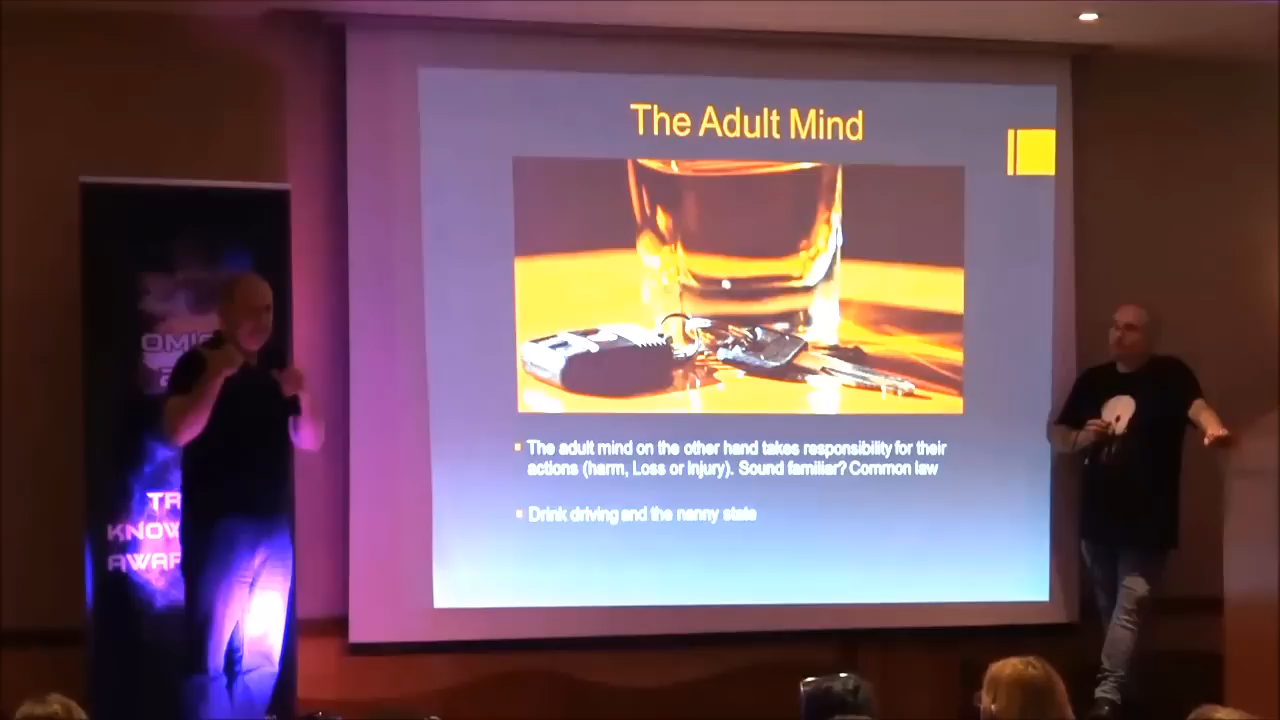 The Adult Mind
The adult mind on the other hand takes responsibility for their
actions (harm, Loss or Injury). Sound familiar? Common law
Drink driving and the nanny state